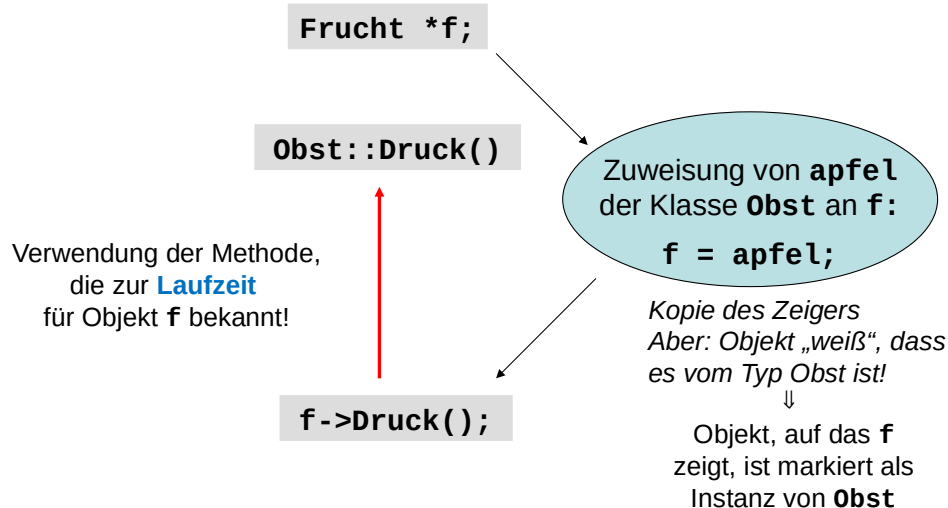 Frucht *f;
Obst::Druck()
Zuweisung von apfel
der Klasse Obst an f:
f = apfel;
Verwendung der Methode,
die zur Laufzeit
für Objekt f bekannt!
Kopie des Zeigers
Aber: Objekt „weiß“, dass
es vom Typ Obst ist!
⇓
f->Druck();
Objekt, auf das f
zeigt, ist markiert als
Instanz von Obst